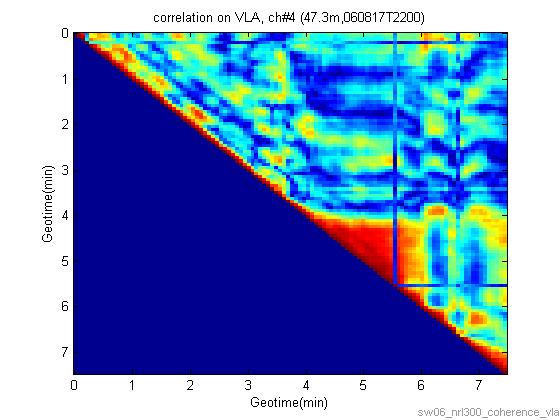 correlation on VLA, ch#4 (47.3m,060817T2200)
0
1
2
3
4
5
6
7
Geotime(min)
0 1 2 3 4 5 6 7
Geotime(min)
sw06_nrl300_coherence_vla